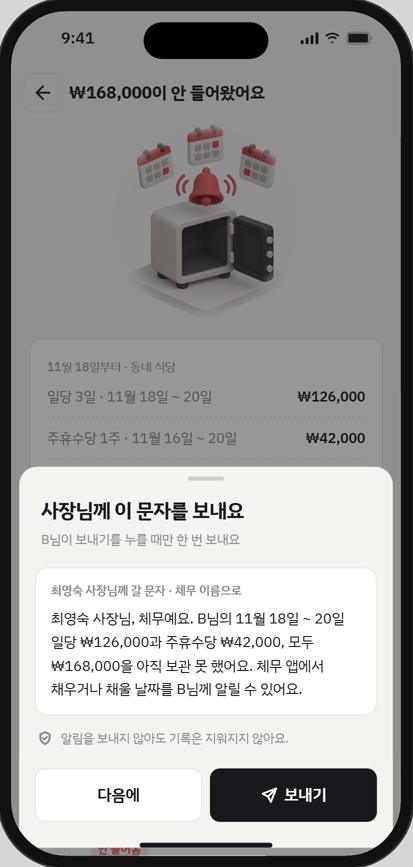 9:41
₩168,000이 안 들어왔어요
11월 18일부터 · 동네 식당
일당 3일 · 11월 18일 ~ 20일 ₩126,000
주휴수당 1주 · 11월 16일 ~ 20일 ₩42,000
사장님께 이 문자를 보내요
B님이 보내기를 누를 때만 한 번 보내요
최영숙 사장님께 갈 문자 · 체무 이름으로
최영숙 사장님, 체무예요. B님의 11월 18일 ~ 20일
일당 ₩126,000과 주휴수당 ₩42,000, 모두
₩168,000을 아직 보관 못 했어요. 체무 앱에서
채우거나 채울 날짜를 B님께 알릴 수 있어요.
알림을 보내지 않아도 기록은 지워지지 않아요.
다음에
보내기